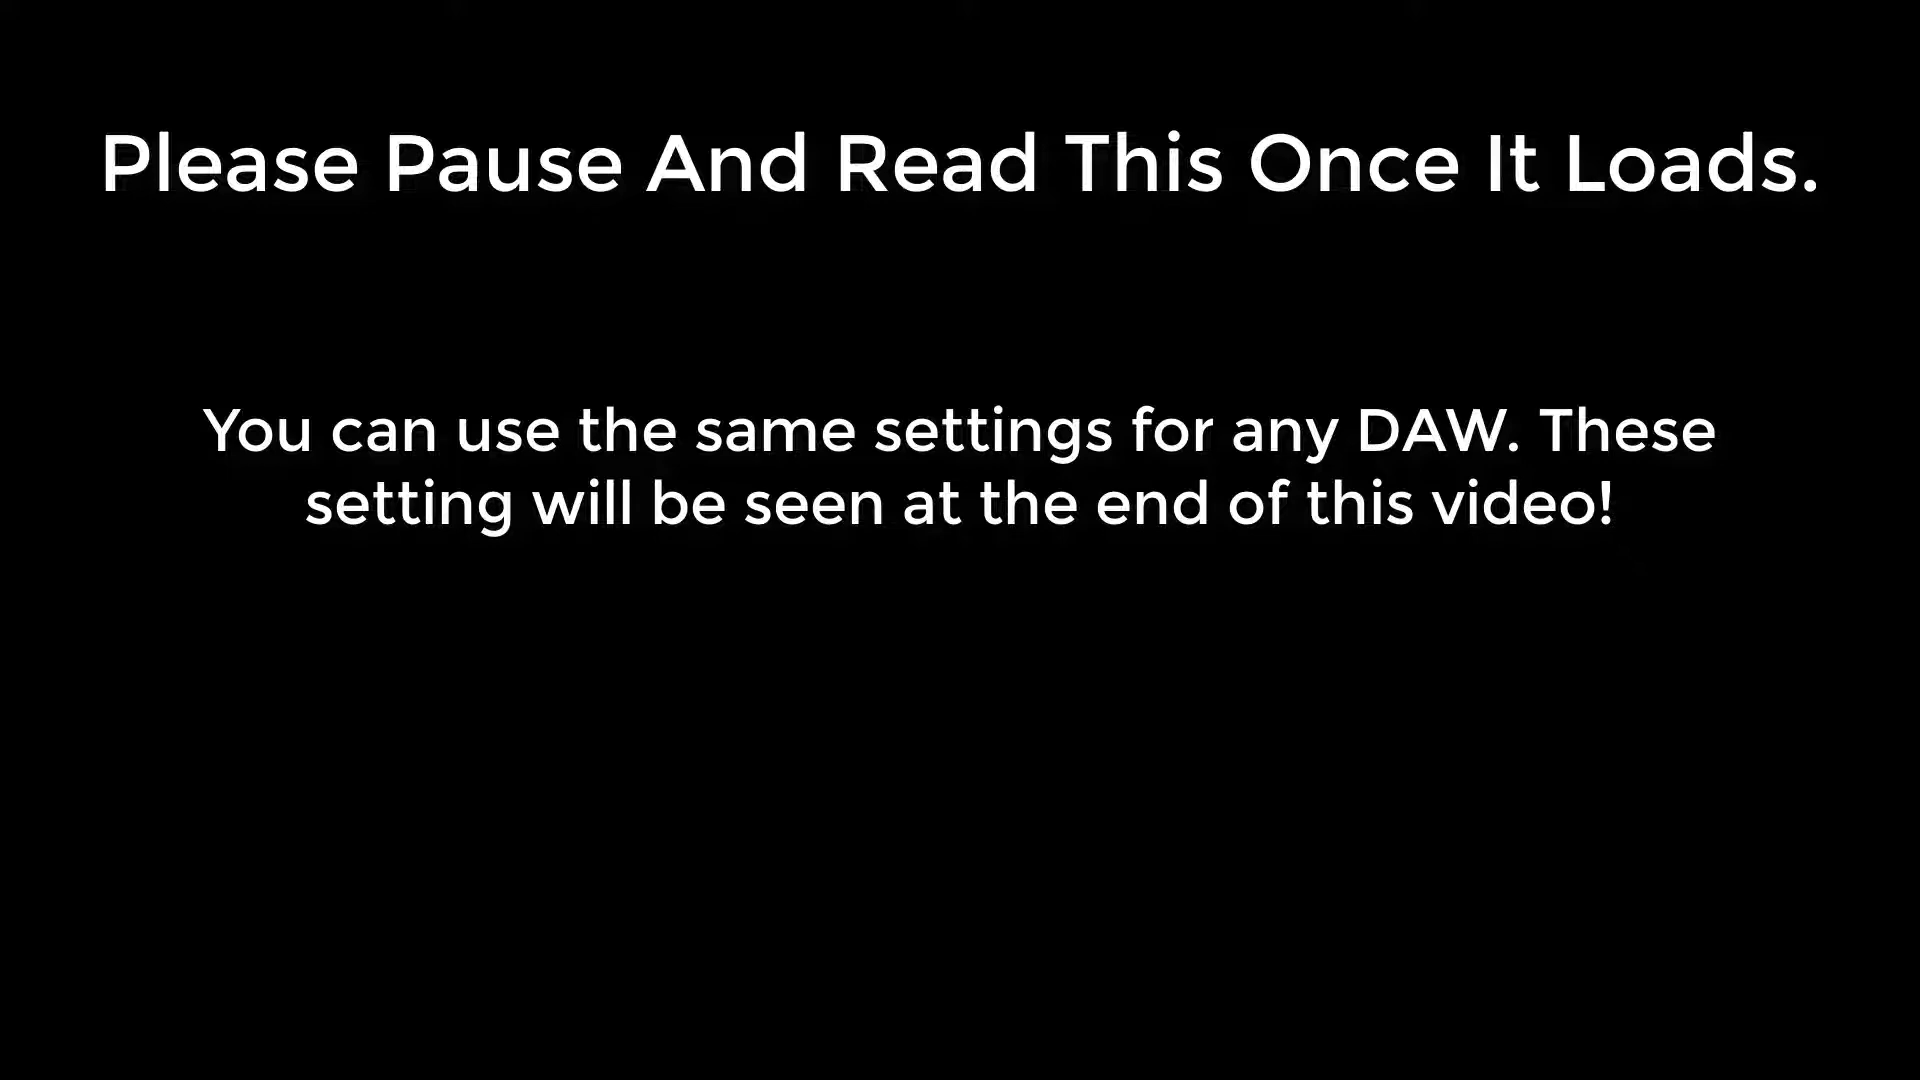 Please Pause And Read This Once It Loads.
You can use the same settings for any DAW. These
setting will be seen at the end of this video!